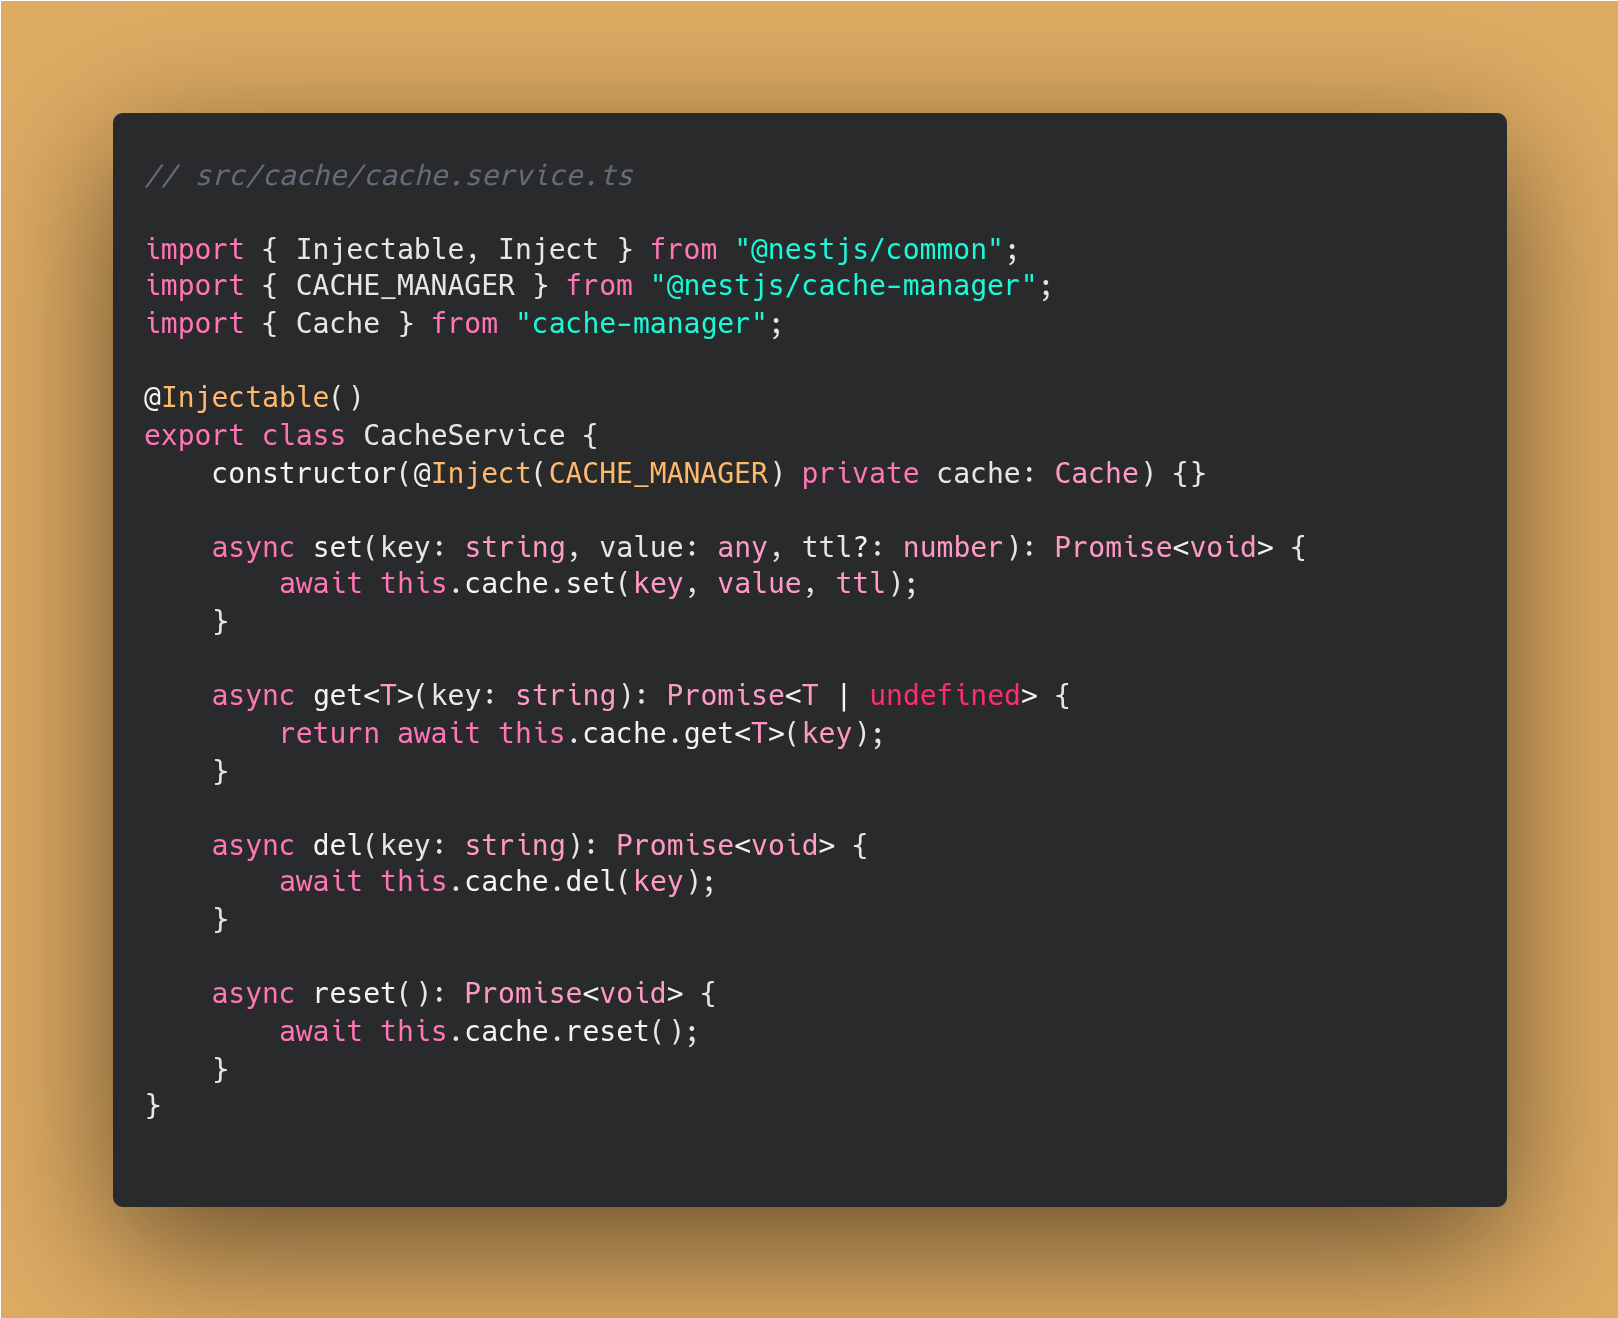 // src/cache/cache.service.ts

import { Injectable, Inject } from "@nestjs/common";
import { CACHE_MANAGER } from "@nestjs/cache-manager";
import { Cache } from "cache-manager";

@Injectable()
export class CacheService {
    constructor(@Inject(CACHE_MANAGER) private cache: Cache) {}

    async set(key: string, value: any, ttl?: number): Promise<void> {
        await this.cache.set(key, value, ttl);
    }

    async get<T>(key: string): Promise<T | undefined> {
        return await this.cache.get<T>(key);
    }

    async del(key: string): Promise<void> {
        await this.cache.del(key);
    }

    async reset(): Promise<void> {
        await this.cache.reset();
    }
}